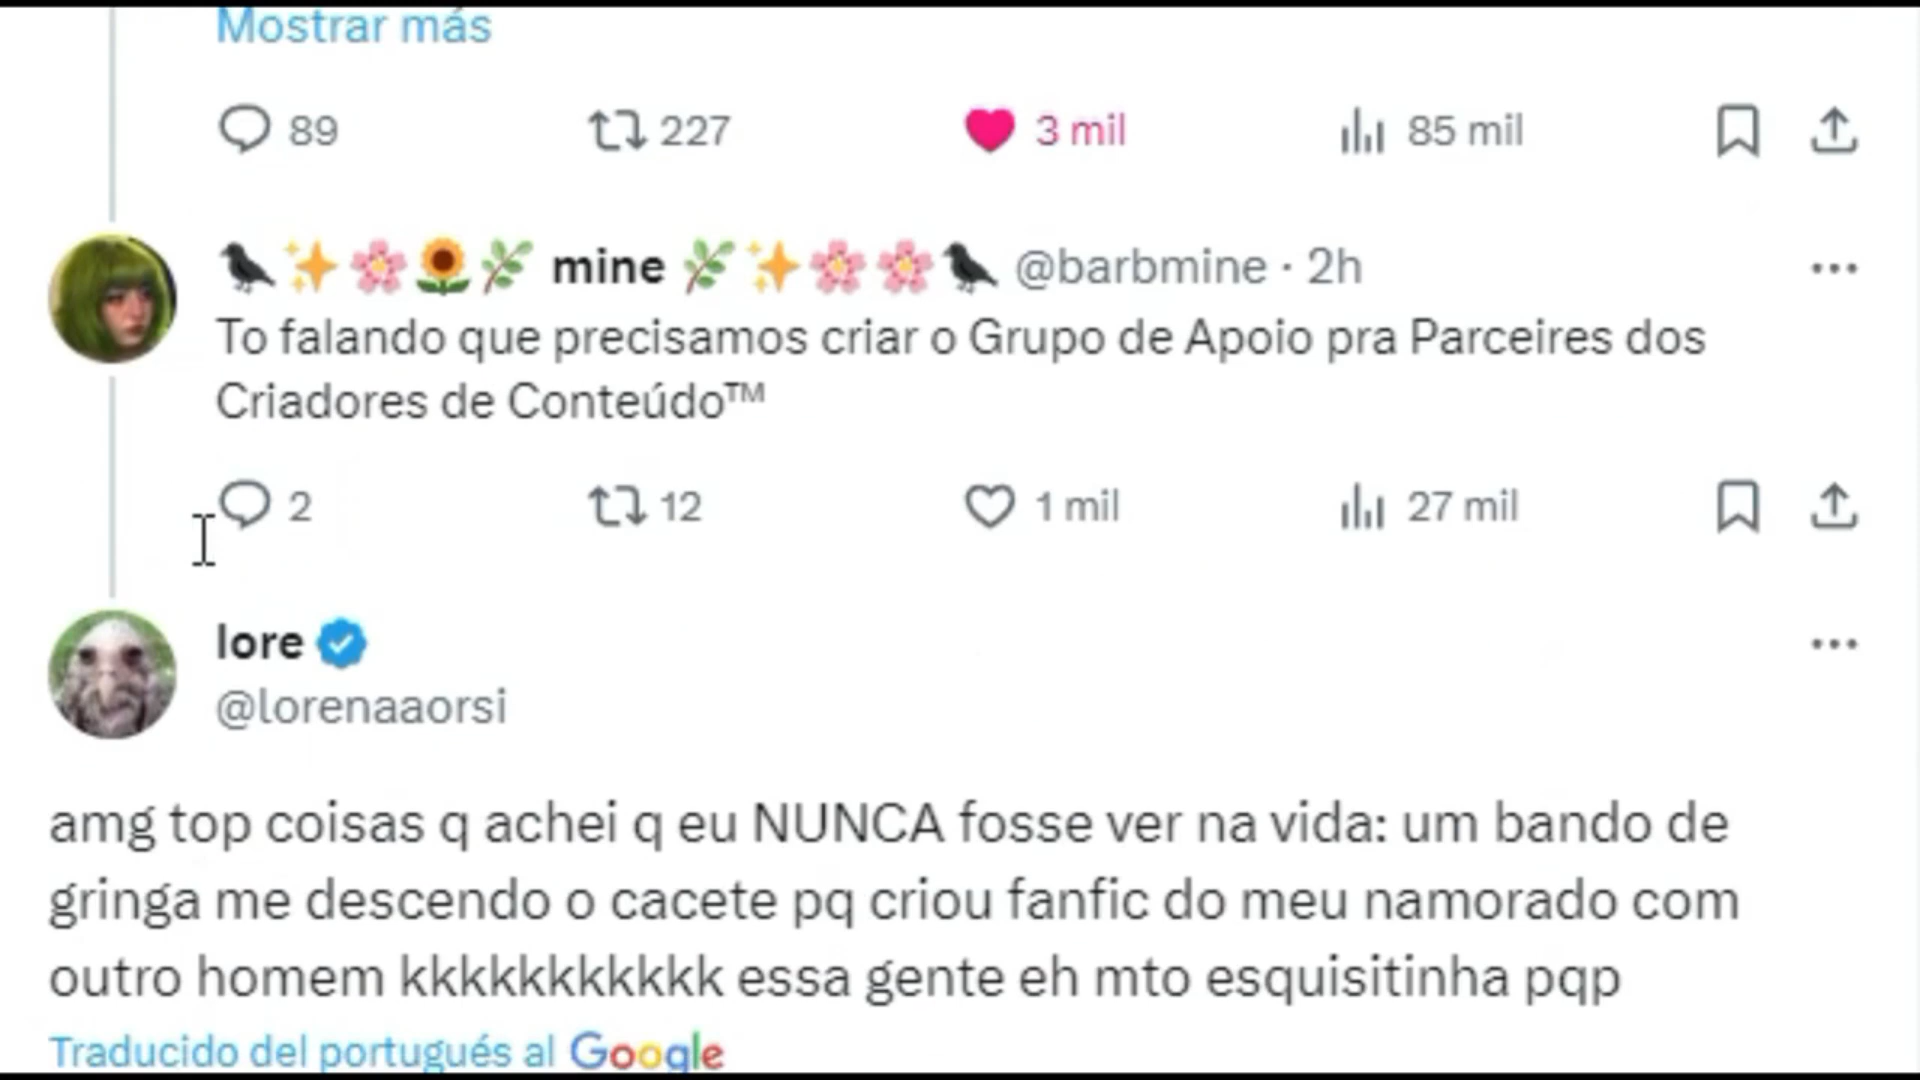 Mostrar más
89 227 3 mil 85 mil
🐦‍⬛✨🌸🌻🌿 mine 🌿✨🌸🌸🐦‍⬛ @barbmine · 2h
To falando que precisamos criar o Grupo de Apoio pra Parceires dos
Criadores de Conteúdo™
2 12 1 mil 27 mil
lore
@lorenaaorsi
amg top coisas q achei q eu NUNCA fosse ver na vida: um bando de
gringa me descendo o cacete pq criou fanfic do meu namorado com
outro homem kkkkkkkkkkk essa gente eh mto esquisitinha pqp
Traducido del portugués al Google